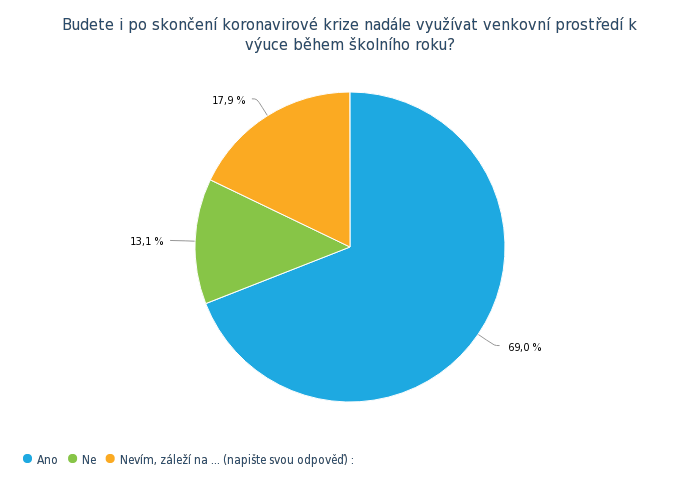 Budete i po skončení koronavirové krize nadále využívat venkovní prostředí k
výuce během školního roku?
17,9 %
13,1 %
69,0 %
Ano Ne Nevím, záleží na ... (napište svou odpověď) :